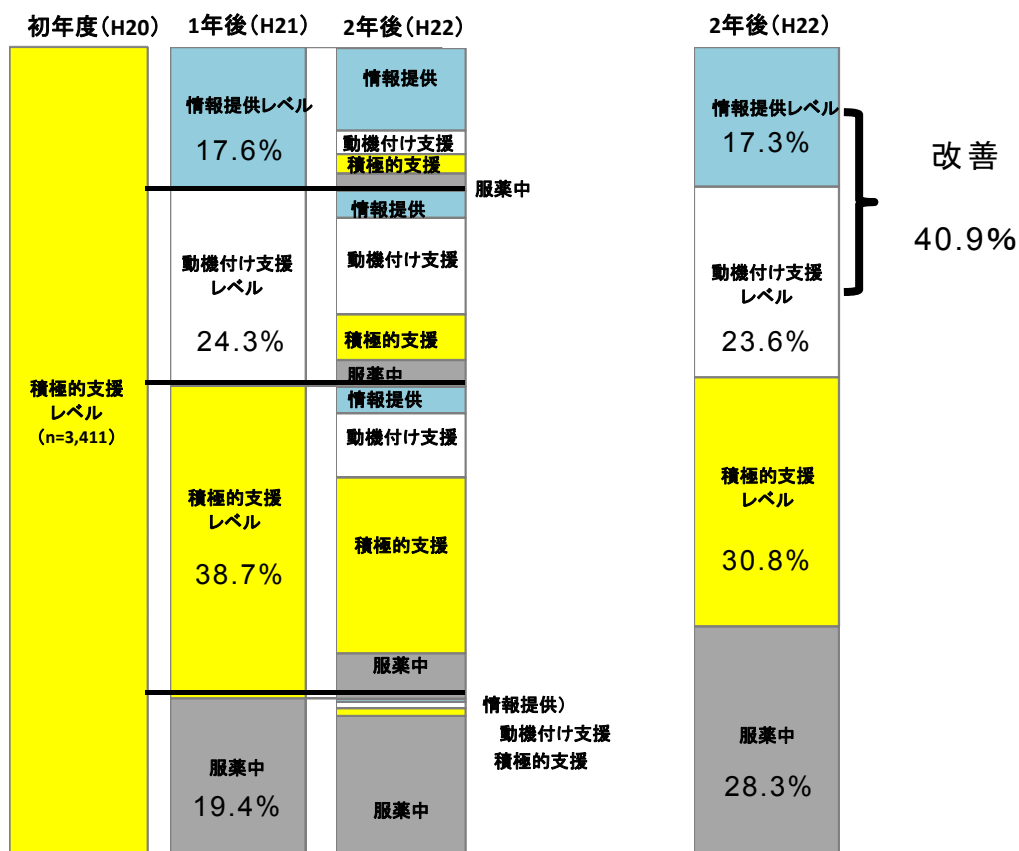 初年度（H20）
1年後（H21）
2年後（H22）
2年後（H22）
積極的支援
レベル
（n=3,411）
情報提供レベル
17.6%
動機付け支援
レベル
24.3%
積極的支援
レベル
38.7%
服薬中
19.4%
情報提供
動機付け支援
積極的支援
服薬中
情報提供
動機付け支援
積極的支援
服薬中
情報提供
動機付け支援
積極的支援
服薬中
情報提供）
動機付け支援
積極的支援
服薬中
情報提供レベル
17.3%
動機付け支援
レベル
23.6%
積極的支援
レベル
30.8%
服薬中
28.3%
改善
40.9%